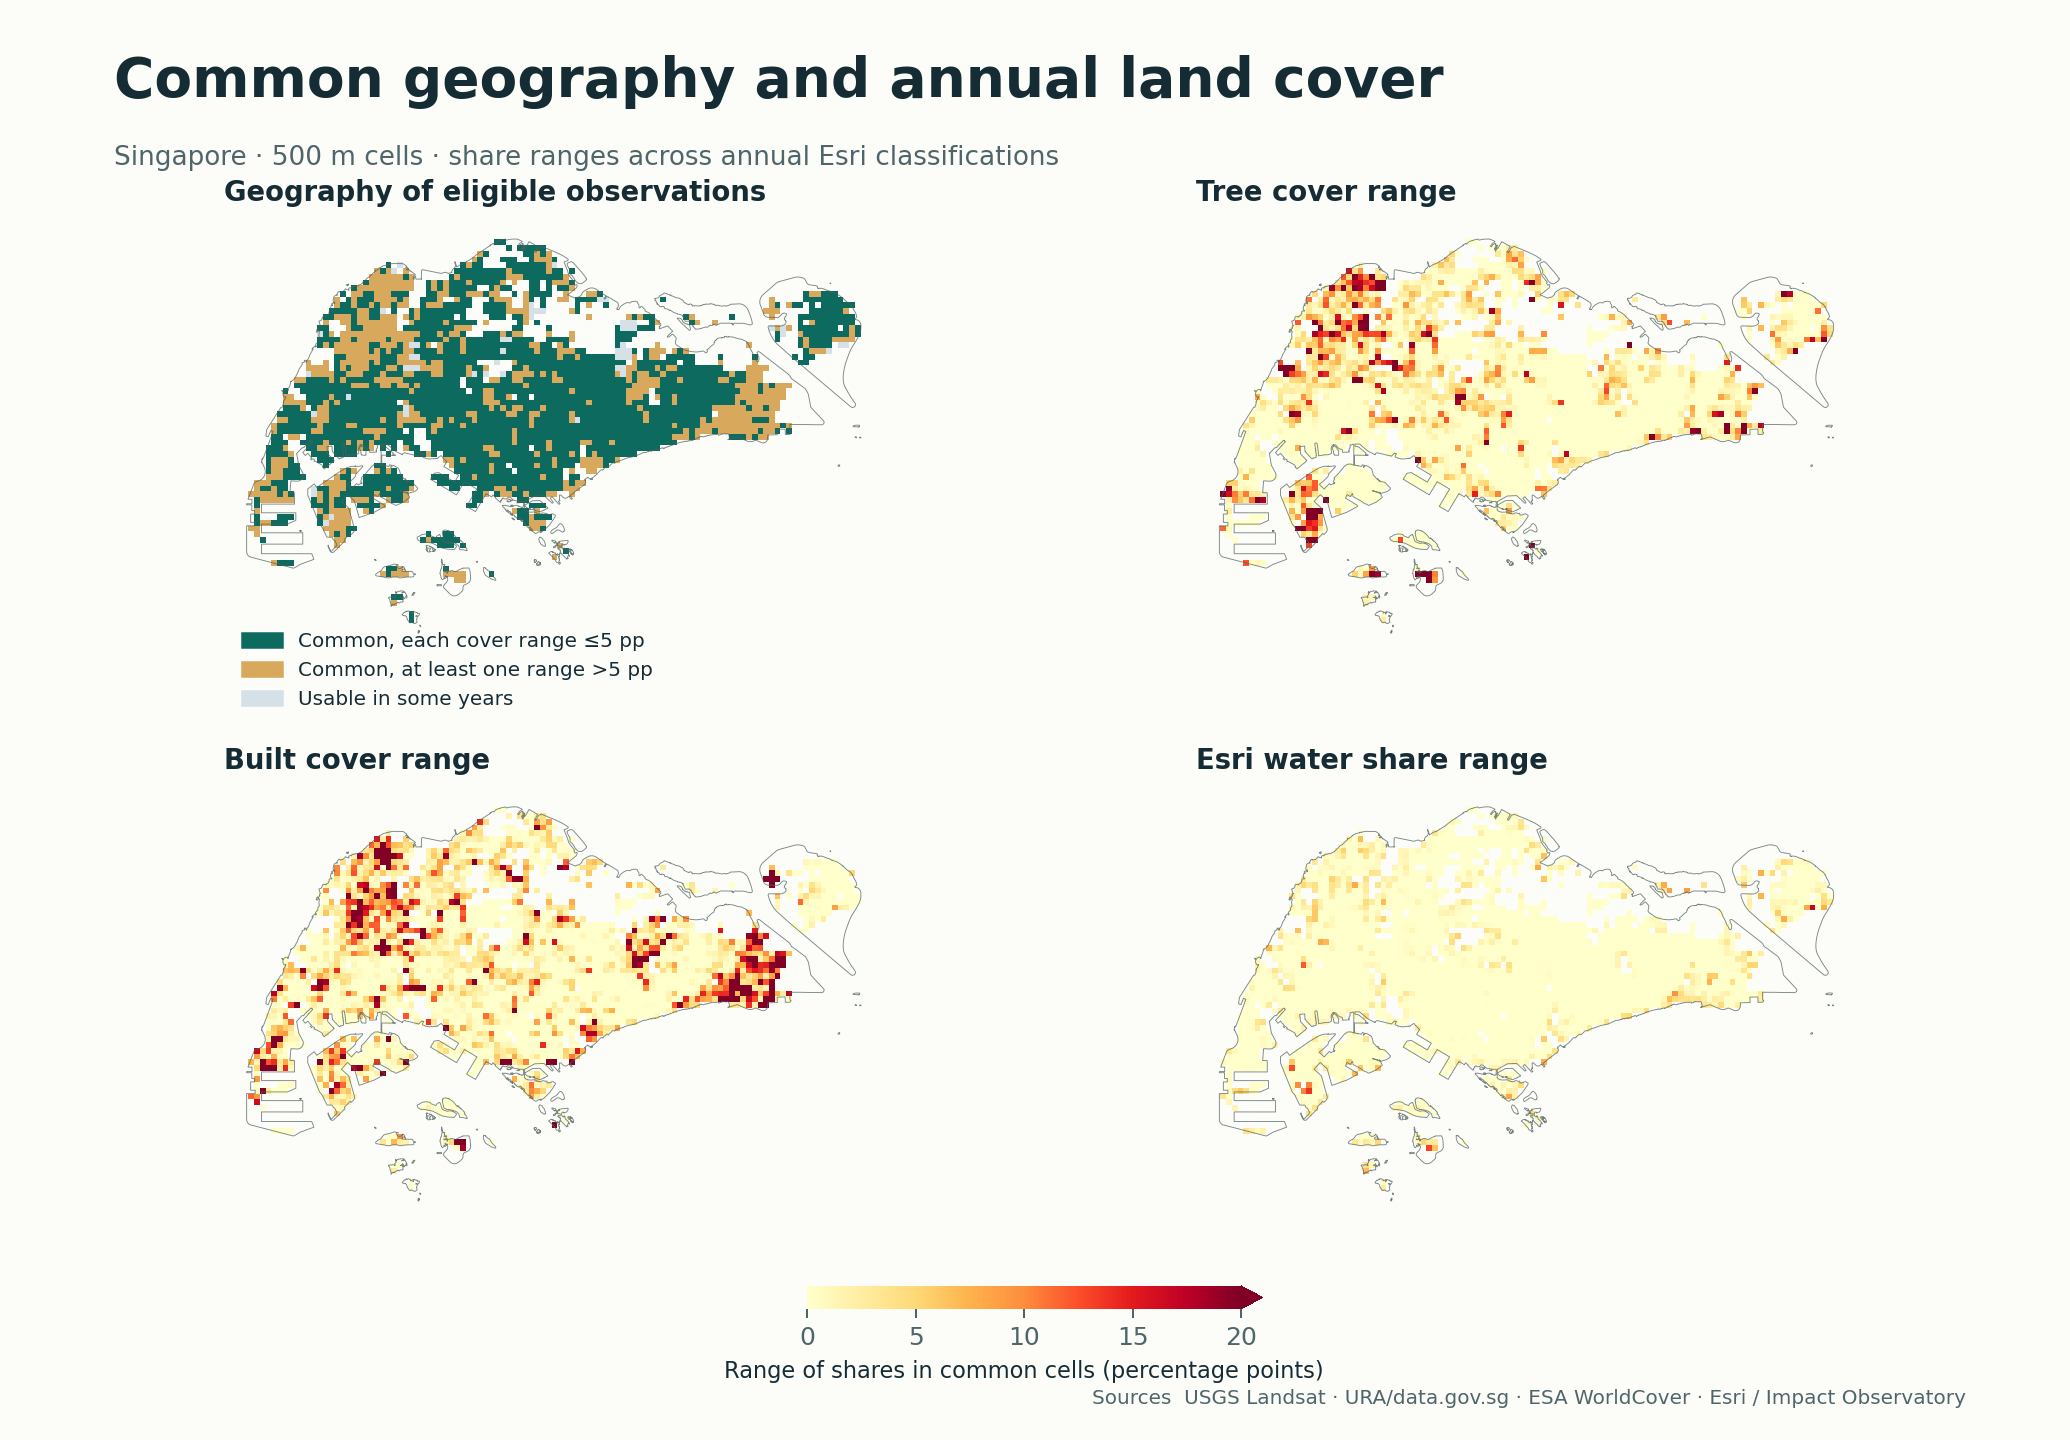 Common geography and annual land cover
Singapore · 500 m cells · share ranges across annual Esri classifications
Geography of eligible observations
Tree cover range
Common, each cover range ≤5 pp
Common, at least one range >5 pp
Usable in some years
Built cover range
Esri water share range
0 5 10 15 20
Range of shares in common cells (percentage points)
Sources  USGS Landsat · URA/data.gov.sg · ESA WorldCover · Esri / Impact Observatory